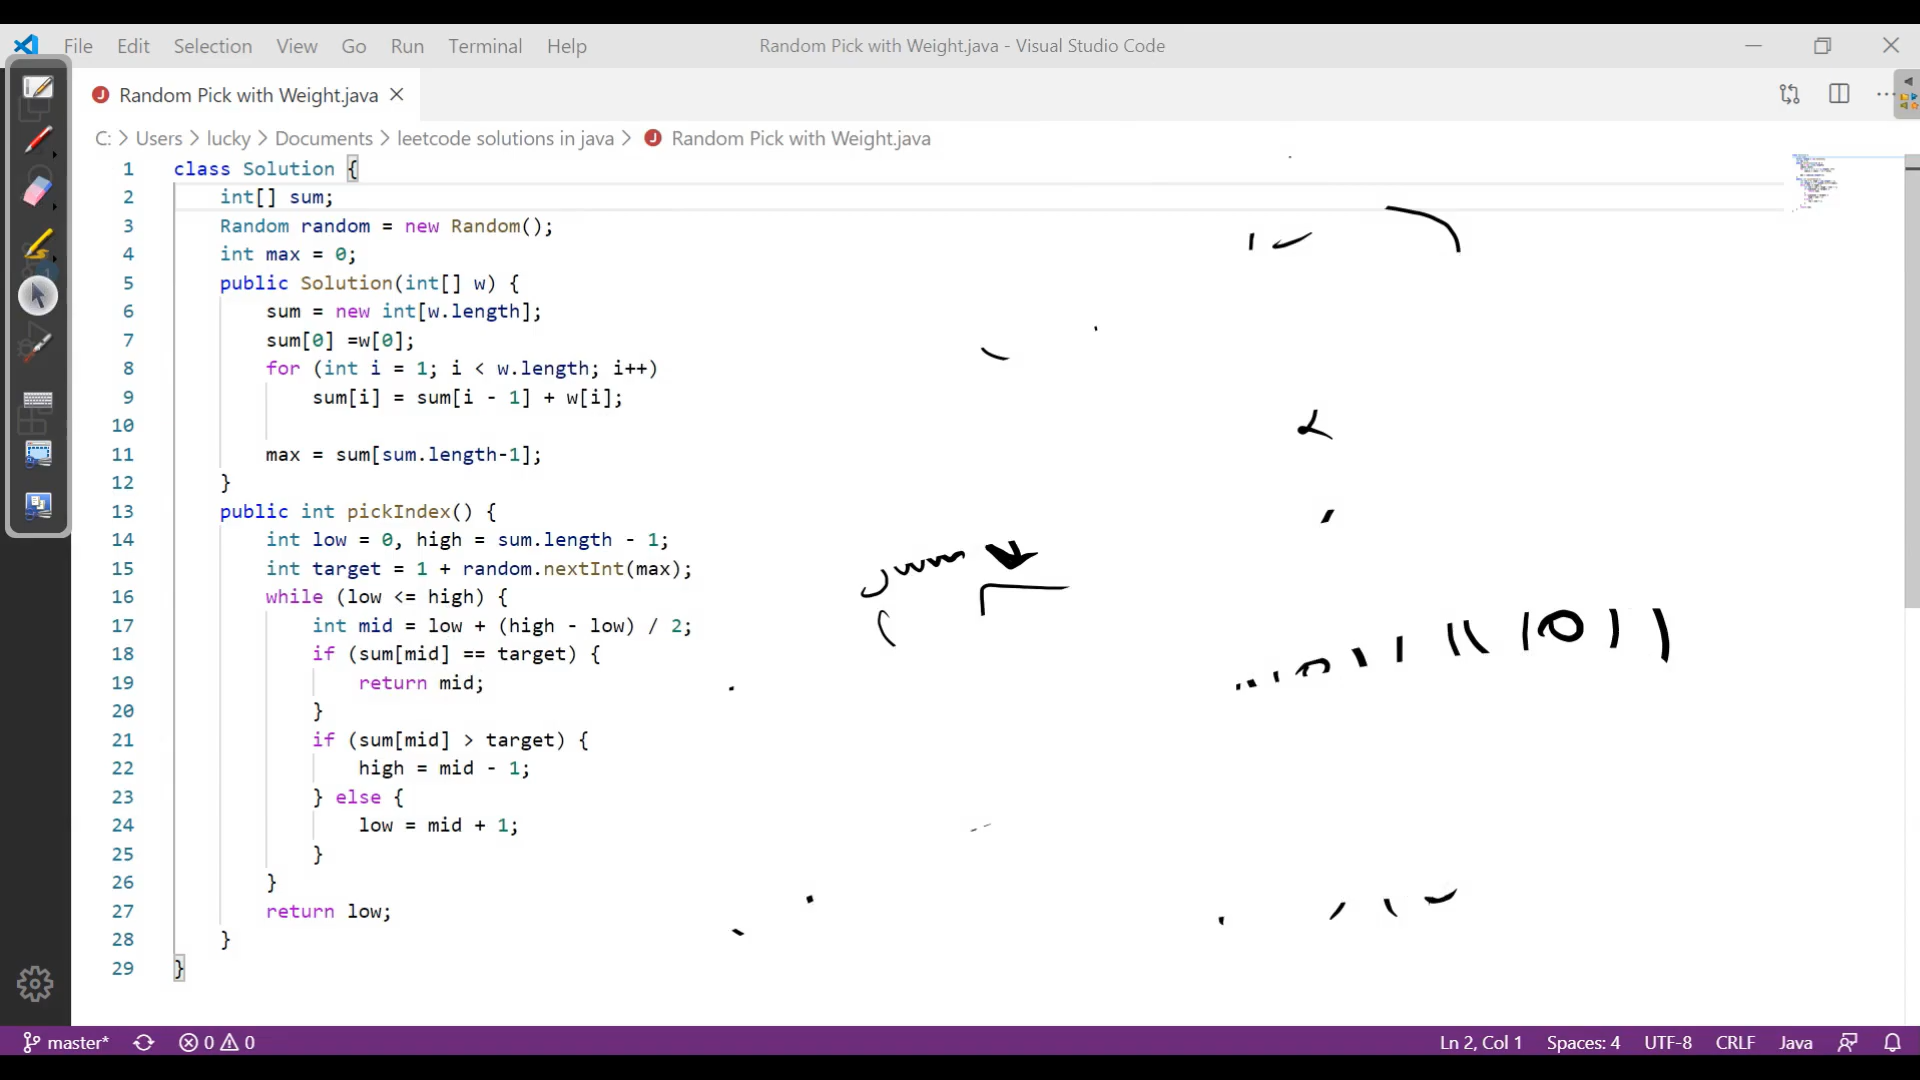 File Edit Selection View Go Run Terminal Help Random Pick with Weight.java - Visual Studio Code
Random Pick with Weight.java
C: > Users > lucky > Documents > leetcode solutions in java > Random Pick with Weight.java
1 class Solution {
2 int[] sum;
3 Random random = new Random();
4 int max = 0;
5 public Solution(int[] w) {
6 sum = new int[w.length];
7 sum[0] =w[0];
8 for (int i = 1; i < w.length; i++)
9 sum[i] = sum[i - 1] + w[i];
10
11 max = sum[sum.length-1];
12 }
13 public int pickIndex() {
14 int low = 0, high = sum.length - 1;
15 int target = 1 + random.nextInt(max);
16 while (low <= high) {
17 int mid = low + (high - low) / 2;
18 if (sum[mid] == target) {
19 return mid;
20 }
21 if (sum[mid] > target) {
22 high = mid - 1;
23 } else {
24 low = mid + 1;
25 }
26 }
27 return low;
28 }
29 }
master* 0 0 Ln 2, Col 1 Spaces: 4 UTF-8 CRLF Java